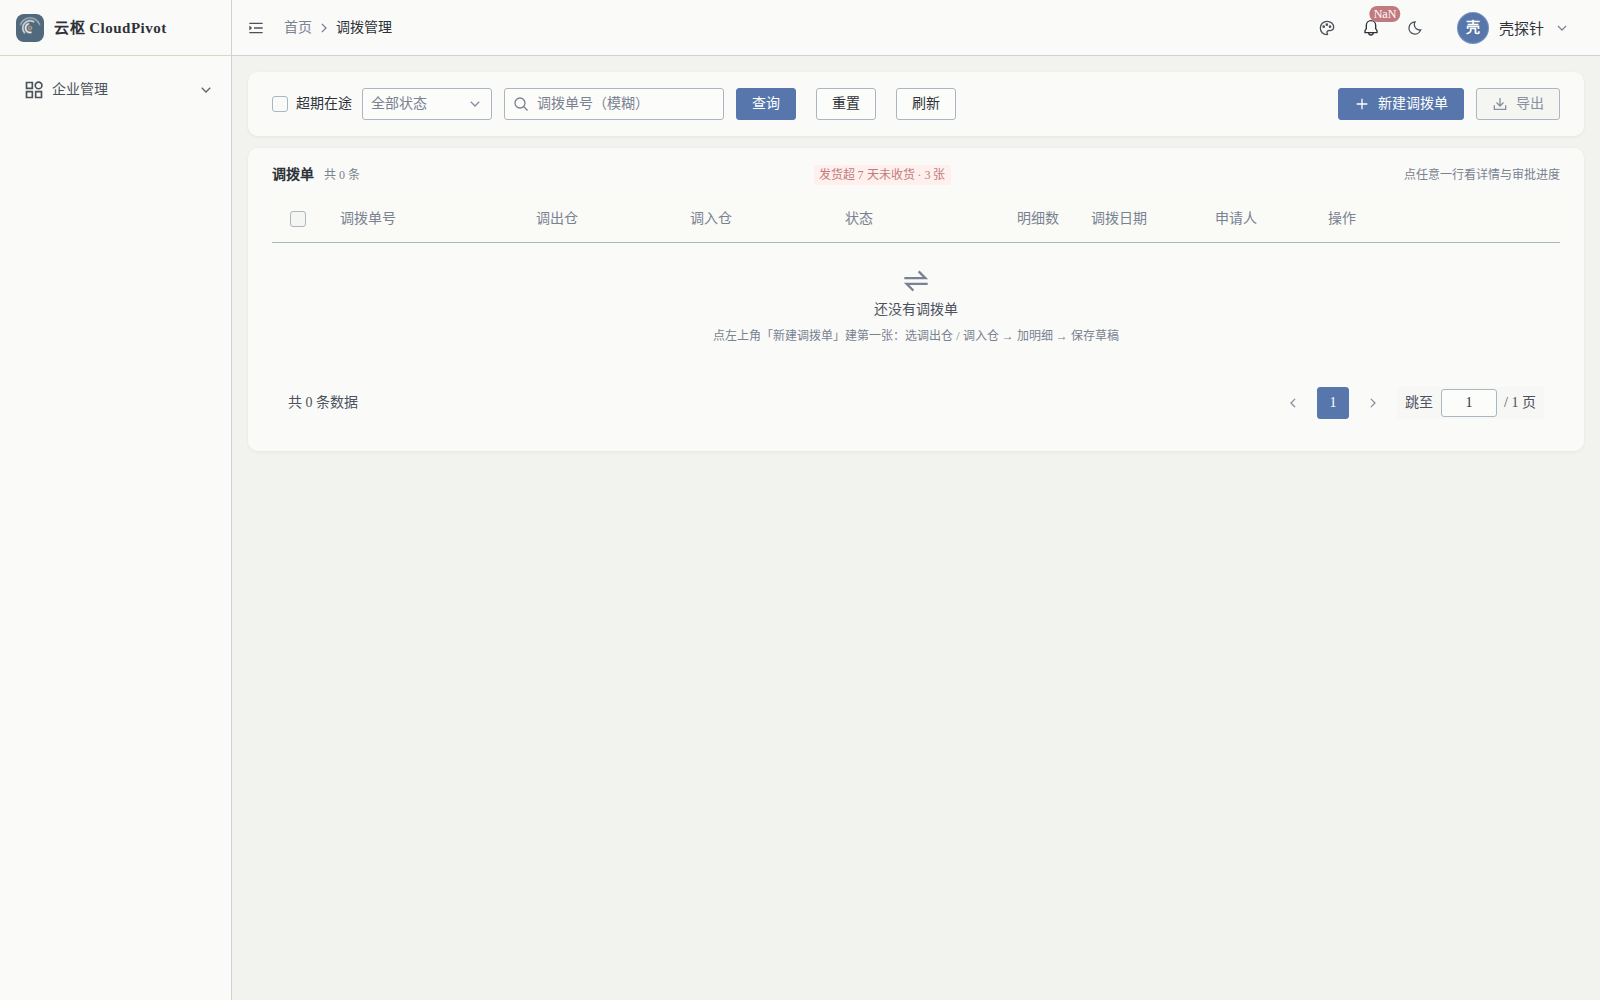 云枢 CloudPivot
首页 > 调拨管理
NaN
壳 壳探针
企业管理
超期在途 全部状态 调拨单号（模糊） 查询 重置 刷新 新建调拨单 导出
调拨单 共 0 条 发货超 7 天未收货 · 3 张 点任意一行看详情与审批进度
调拨单号 调出仓 调入仓 状态 明细数 调拨日期 申请人 操作
还没有调拨单
点左上角「新建调拨单」建第一张：选调出仓 / 调入仓 → 加明细 → 保存草稿
共 0 条数据 1 跳至 1 / 1 页